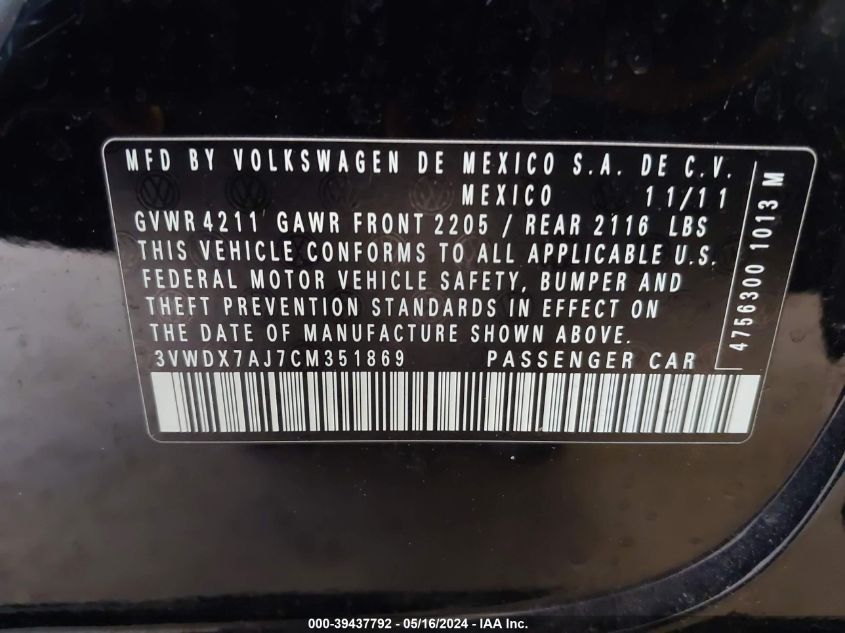 MFD BY VOLKSWAGEN DE MEXICO S.A. DE C.V.
MEXICO 11/11
GVWR 4211 GAWR FRONT 2205 / REAR 2116 LBS
THIS VEHICLE CONFORMS TO ALL APPLICABLE U.S.
FEDERAL MOTOR VEHICLE SAFETY, BUMPER AND
THEFT PREVENTION STANDARDS IN EFFECT ON
THE DATE OF MANUFACTURE SHOWN ABOVE.
3VWDX7AJ7CM351869 PASSENGER CAR
4756300 1013 M
000-39437792 - 05/16/2024 - IAA Inc.